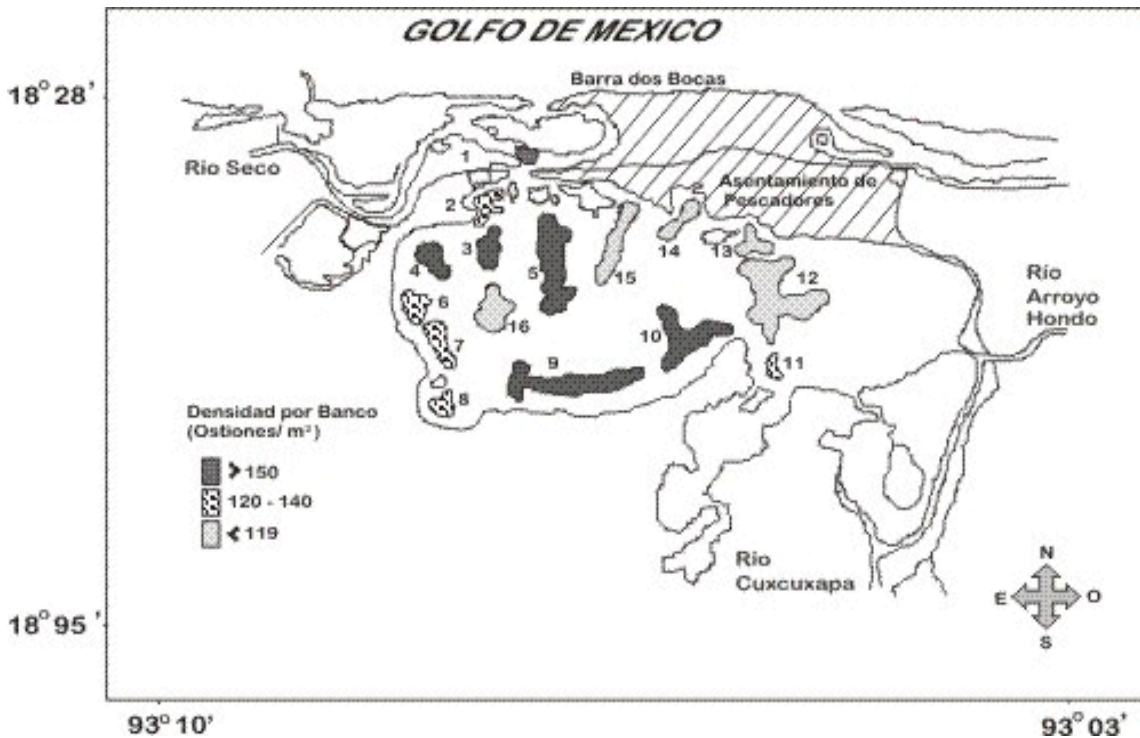 GOLFO DE MEXICO
18° 28'
Barra dos Bocas
1
Rio Seco
Asentamiento de
Pescadores
2
3
4
5
15
14
13
12
6
16
7
10
Río
Arroyo
Hondo
9
11
8
Densidad por Banco
(Ostiones/ m²)
> 150
120 - 140
< 119
Río
Cuxcuxapa
N
E
O
S
18° 95'
93° 10'
93° 03'